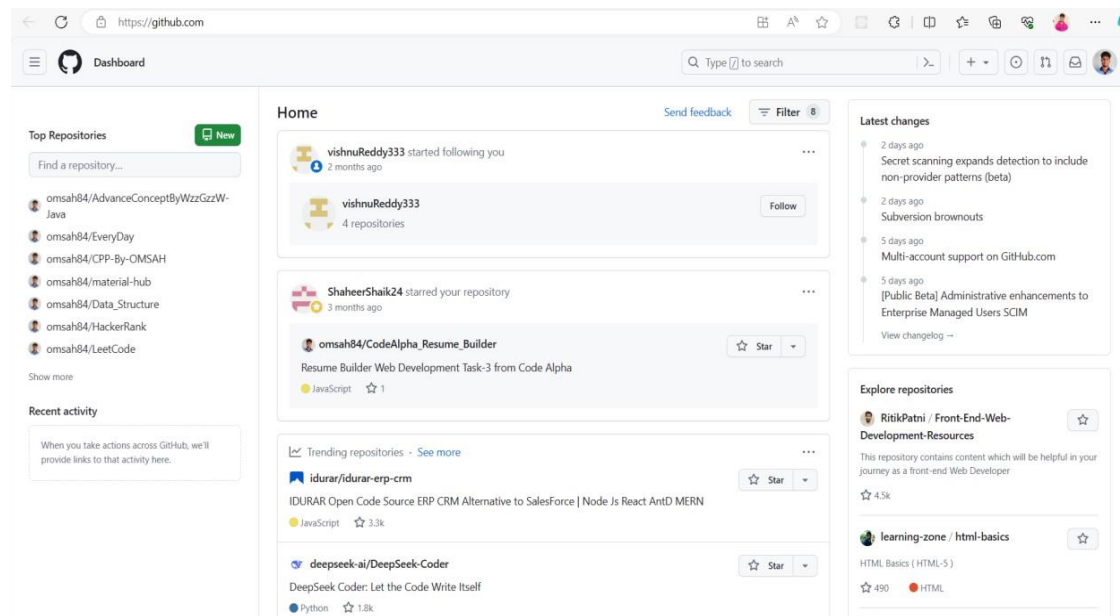 https://github.com
Dashboard
Type / to search
Top Repositories
New
Find a repository...
omsah84/AdvanceConceptByWzzGzzW-
Java
omsah84/EveryDay
omsah84/CPP-By-OMSAH
omsah84/material-hub
omsah84/Data_Structure
omsah84/HackerRank
omsah84/LeetCode
Show more
Recent activity
When you take actions across GitHub, we'll
provide links to that activity here.
Home
Send feedback
Filter 8
vishnuReddy333 started following you
2 months ago
vishnuReddy333
Follow
4 repositories
ShaheerShaik24 starred your repository
3 months ago
omsah84/CodeAlpha_Resume_Builder
Star
Resume Builder Web Development Task-3 from Code Alpha
JavaScript 1
Trending repositories · See more
idurar/idurar-erp-crm
Star
IDURAR Open Code Source ERP CRM Alternative to SalesForce | Node Js React AntD MERN
JavaScript 3.3k
deepseek-ai/DeepSeek-Coder
Star
DeepSeek Coder: Let the Code Write Itself
Python 1.8k
Latest changes
2 days ago
Secret scanning expands detection to include
non-provider patterns (beta)
2 days ago
Subversion brownouts
5 days ago
Multi-account support on GitHub.com
5 days ago
[Public Beta] Administrative enhancements to
Enterprise Managed Users SCIM
View changelog →
Explore repositories
RitikPatni / Front-End-Web-
Development-Resources
This repository contains content which will be helpful in your
journey as a front-end Web Developer
4.5k
learning-zone / html-basics
HTML Basics ( HTML-5 )
490 HTML